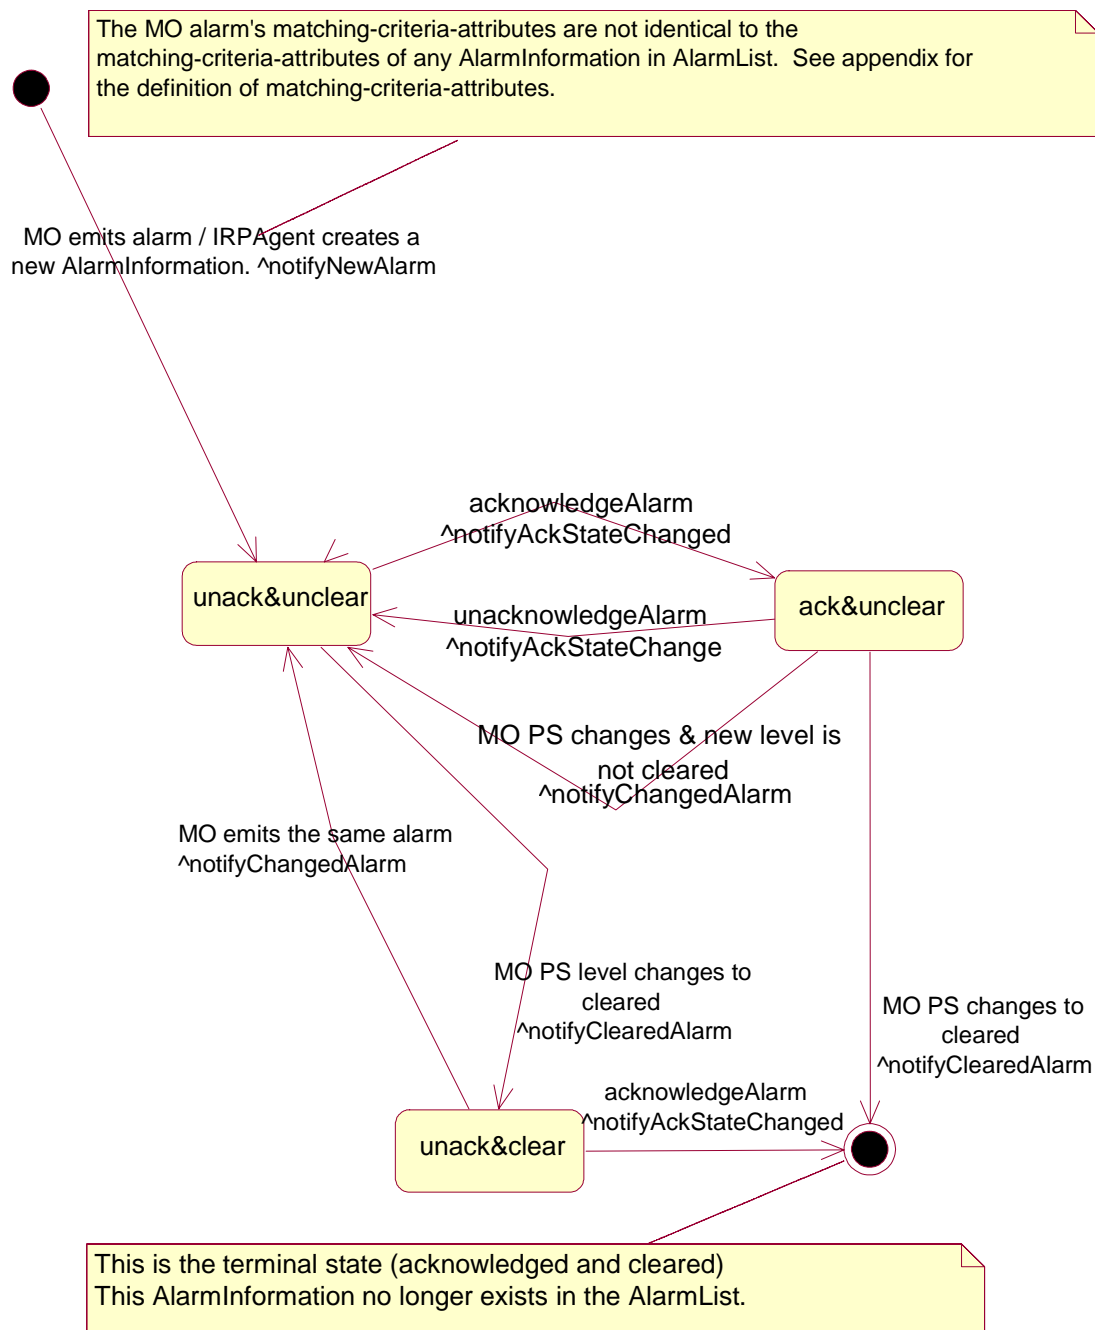 The MO alarm's matching-criteria-attributes are not identical to the
matching-criteria-attributes of any AlarmInformation in AlarmList.  See appendix for
the definition of matching-criteria-attributes.
MO emits alarm / IRPAgent creates a
new AlarmInformation. ^notifyNewAlarm
acknowledgeAlarm
^notifyAckStateChanged
unack&unclear
ack&unclear
unacknowledgeAlarm
^notifyAckStateChange
MO PS changes & new level is
not cleared
^notifyChangedAlarm
MO emits the same alarm
^notifyChangedAlarm
MO PS level changes to
cleared
^notifyClearedAlarm
MO PS changes to
cleared
^notifyClearedAlarm
acknowledgeAlarm
^notifyAckStateChanged
unack&clear
This is the terminal state (acknowledged and cleared)
This AlarmInformation no longer exists in the AlarmList.